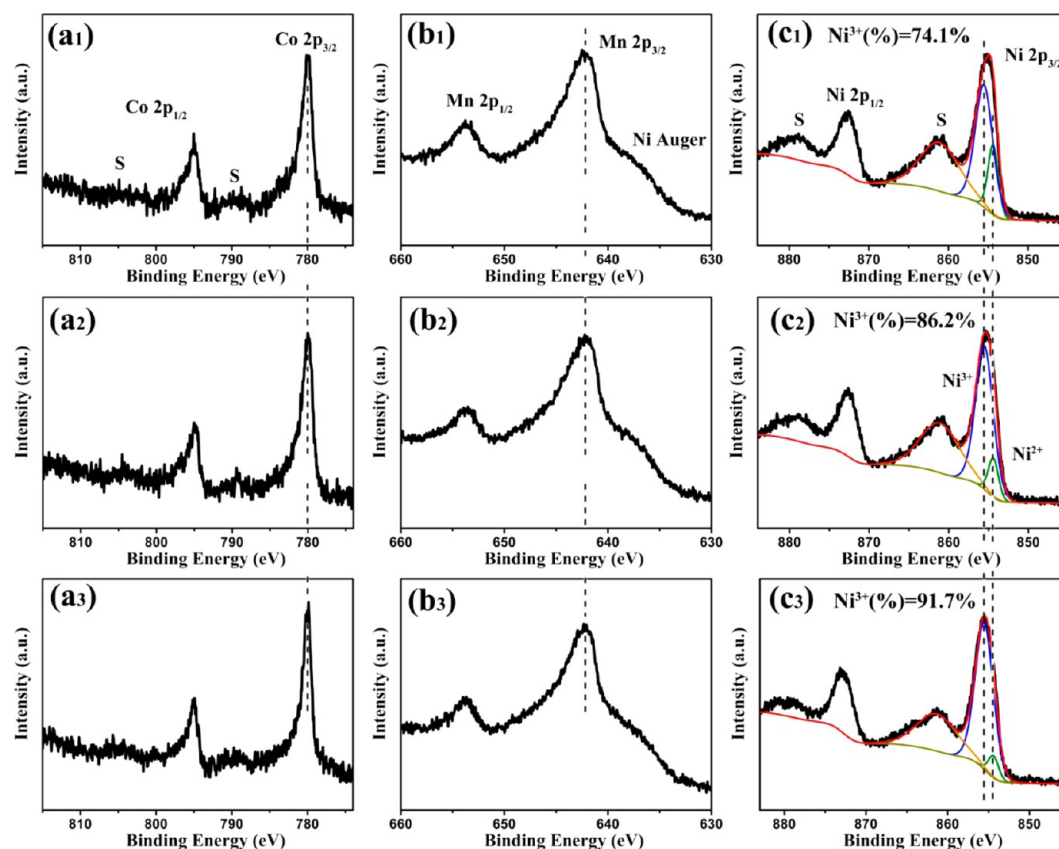 (a1)
Co 2p3/2
Co 2p1/2
S
S
Intensity (a.u.)
810 800 790 780
Binding Energy (eV)
(b1)
Mn 2p3/2
Mn 2p1/2
Ni Auger
Intensity (a.u.)
660 650 640 630
Binding Energy (eV)
(c1)
Ni³⁺(%)=74.1%
Ni 2p3/2
Ni 2p1/2
S
S
Intensity (a.u.)
880 870 860 850
Binding Energy (eV)
(a2)
Intensity (a.u.)
810 800 790 780
Binding Energy (eV)
(b2)
Intensity (a.u.)
660 650 640 630
Binding Energy (eV)
(c2)
Ni³⁺(%)=86.2%
Ni³⁺
Ni²⁺
Intensity (a.u.)
880 870 860 850
Binding Energy (eV)
(a3)
Intensity (a.u.)
810 800 790 780
Binding Energy (eV)
(b3)
Intensity (a.u.)
660 650 640 630
Binding Energy (eV)
(c3)
Ni³⁺(%)=91.7%
Intensity (a.u.)
880 870 860 850
Binding Energy (eV)